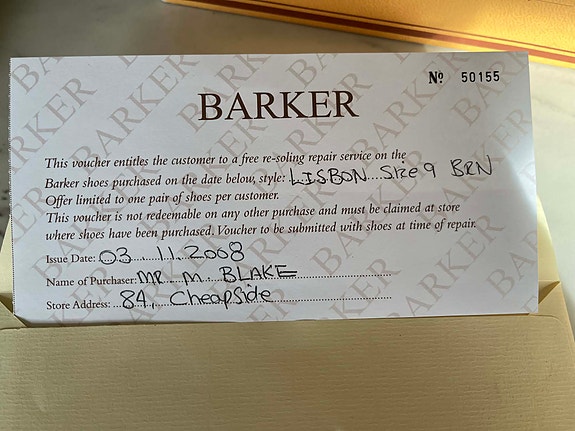 Nº 50155
BARKER
This voucher entitles the customer to a free re-soling repair service on the
Barker shoes purchased on the date below, style: LISBON Size 9 BRN
Offer limited to one pair of shoes per customer.
This voucher is not redeemable on any other purchase and must be claimed at store
where shoes have been purchased. Voucher to be submitted with shoes at time of repair.
Issue Date: 03.11.2008
Name of Purchaser: MR M. BLAKE
Store Address: 84, Cheapside